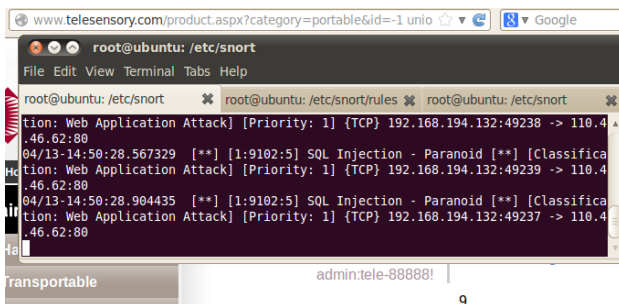 www.telesensory.com/product.aspx?category=portable&id=-1 unio
Google
root@ubuntu: /etc/snort
File Edit View Terminal Tabs Help
root@ubuntu: /etc/snort root@ubuntu: /etc/snort/rules root@ubuntu: /etc/snort
tion: Web Application Attack] [Priority: 1] {TCP} 192.168.194.132:49238 -> 110.4
.46.62:80
04/13-14:50:28.567329 [**] [1:9102:5] SQL Injection - Paranoid [**] [Classifica
tion: Web Application Attack] [Priority: 1] {TCP} 192.168.194.132:49239 -> 110.4
.46.62:80
04/13-14:50:28.904435 [**] [1:9102:5] SQL Injection - Paranoid [**] [Classifica
tion: Web Application Attack] [Priority: 1] {TCP} 192.168.194.132:49237 -> 110.4
.46.62:80
Ho
Ha
Transportable
admin:tele-88888!
9